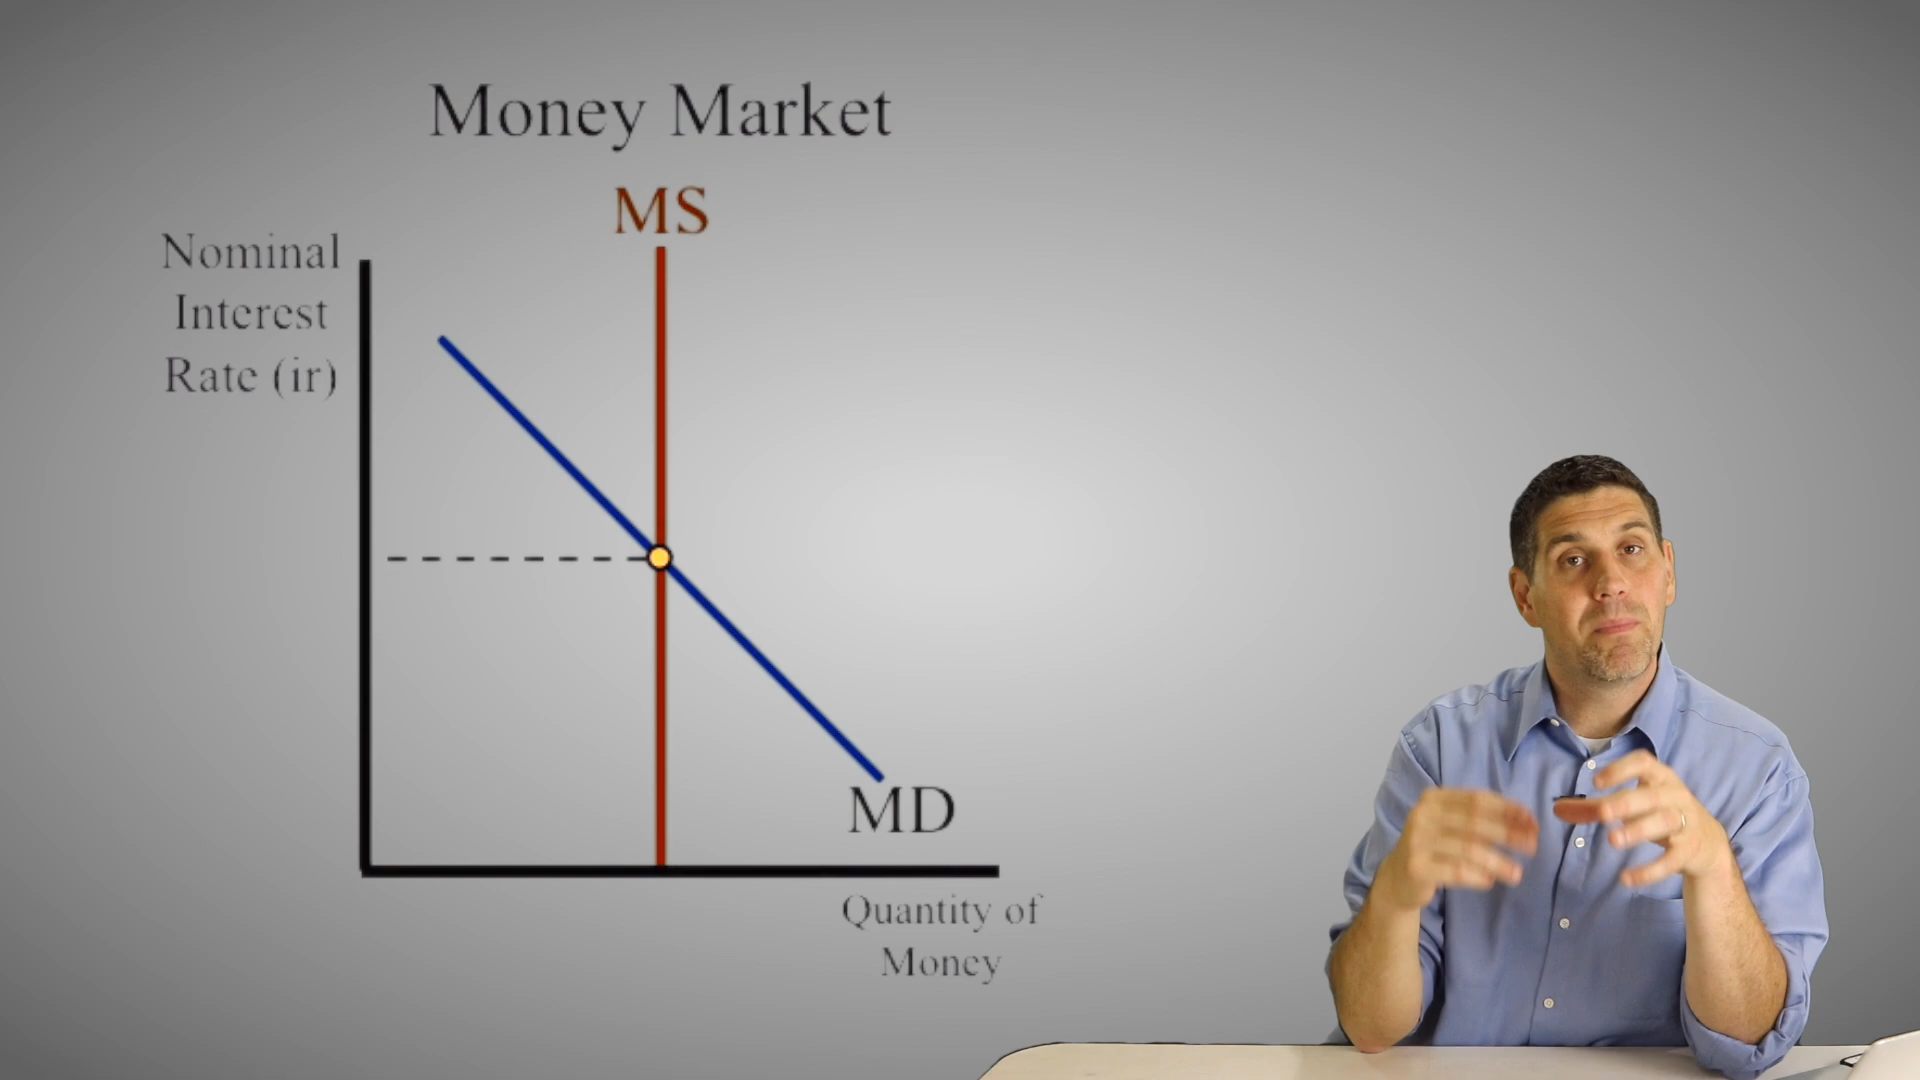 Money Market
MS
Nominal
Interest
Rate (ir)
MD
Quantity of
Money